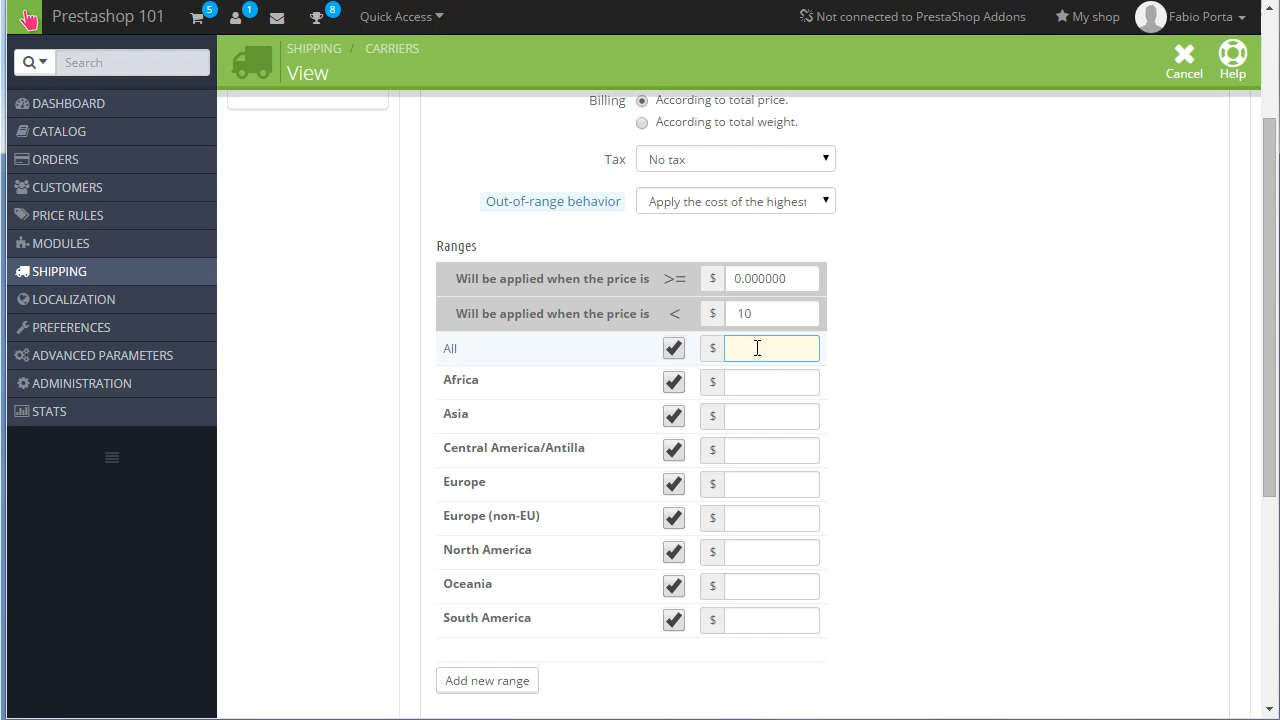 Prestashop 101 5 1 8 Quick Access Not connected to PrestaShop Addons My shop Fabio Porta
Search
SHIPPING / CARRIERS
View
Cancel
Help
DASHBOARD
CATALOG
ORDERS
CUSTOMERS
PRICE RULES
MODULES
SHIPPING
LOCALIZATION
PREFERENCES
ADVANCED PARAMETERS
ADMINISTRATION
STATS
Billing According to total price.
According to total weight.
Tax No tax
Out-of-range behavior Apply the cost of the highest
Ranges
Will be applied when the price is >= $ 0.000000
Will be applied when the price is < $ 10
All $
Africa $
Asia $
Central America/Antilla $
Europe $
Europe (non-EU) $
North America $
Oceania $
South America $
Add new range